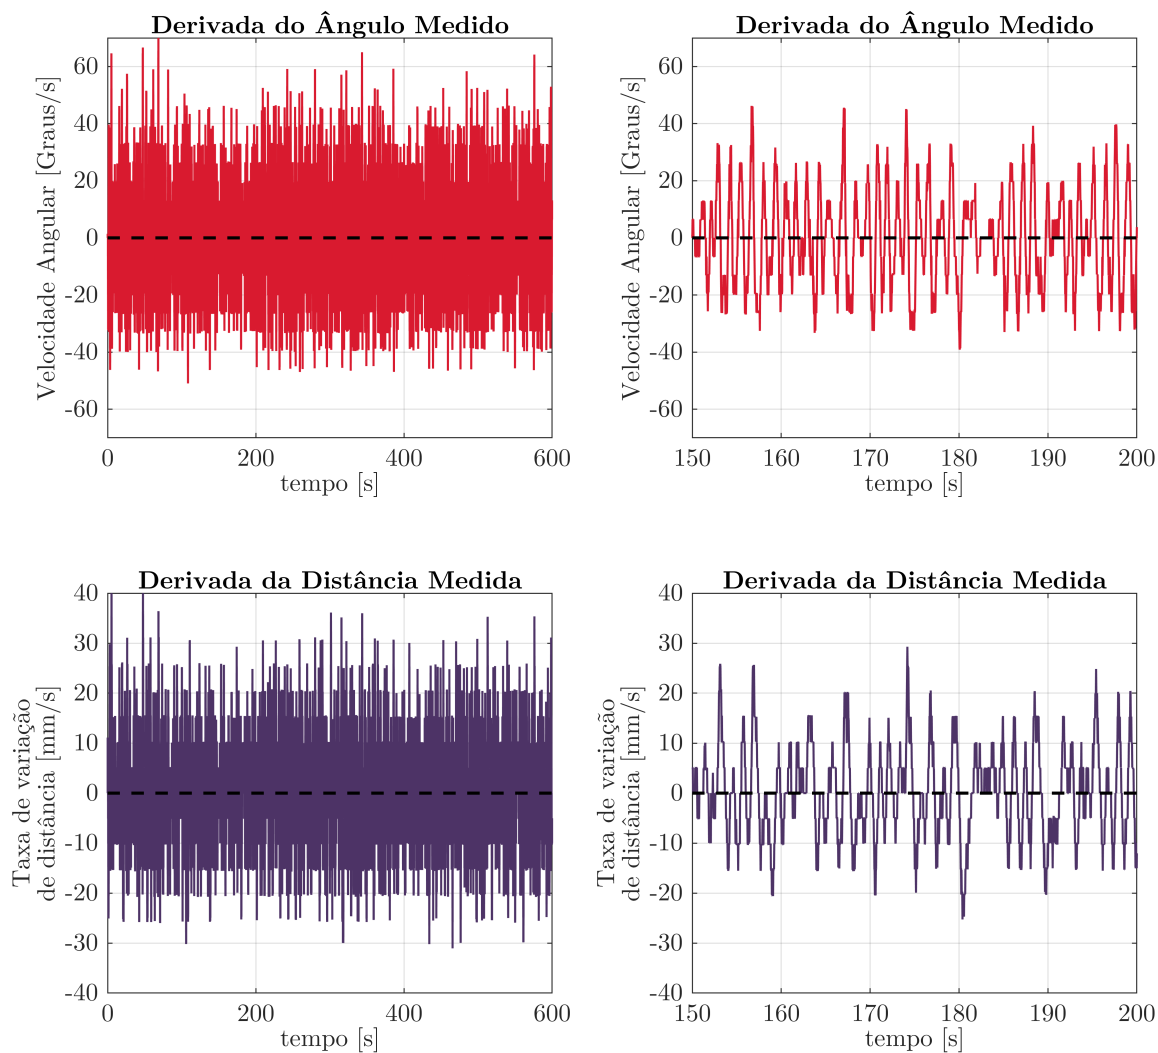 Derivada do Ângulo Medido
Velocidade Angular [Graus/s]
60
40
20
0
-20
-40
-60
0 200 400 600
tempo [s]
Derivada do Ângulo Medido
Velocidade Angular [Graus/s]
60
40
20
0
-20
-40
-60
150 160 170 180 190 200
tempo [s]
Derivada da Distância Medida
Taxa de variação
de distância [mm/s]
40
30
20
10
0
-10
-20
-30
-40
0 200 400 600
tempo [s]
Derivada da Distância Medida
Taxa de variação
de distância [mm/s]
40
30
20
10
0
-10
-20
-30
-40
150 160 170 180 190 200
tempo [s]